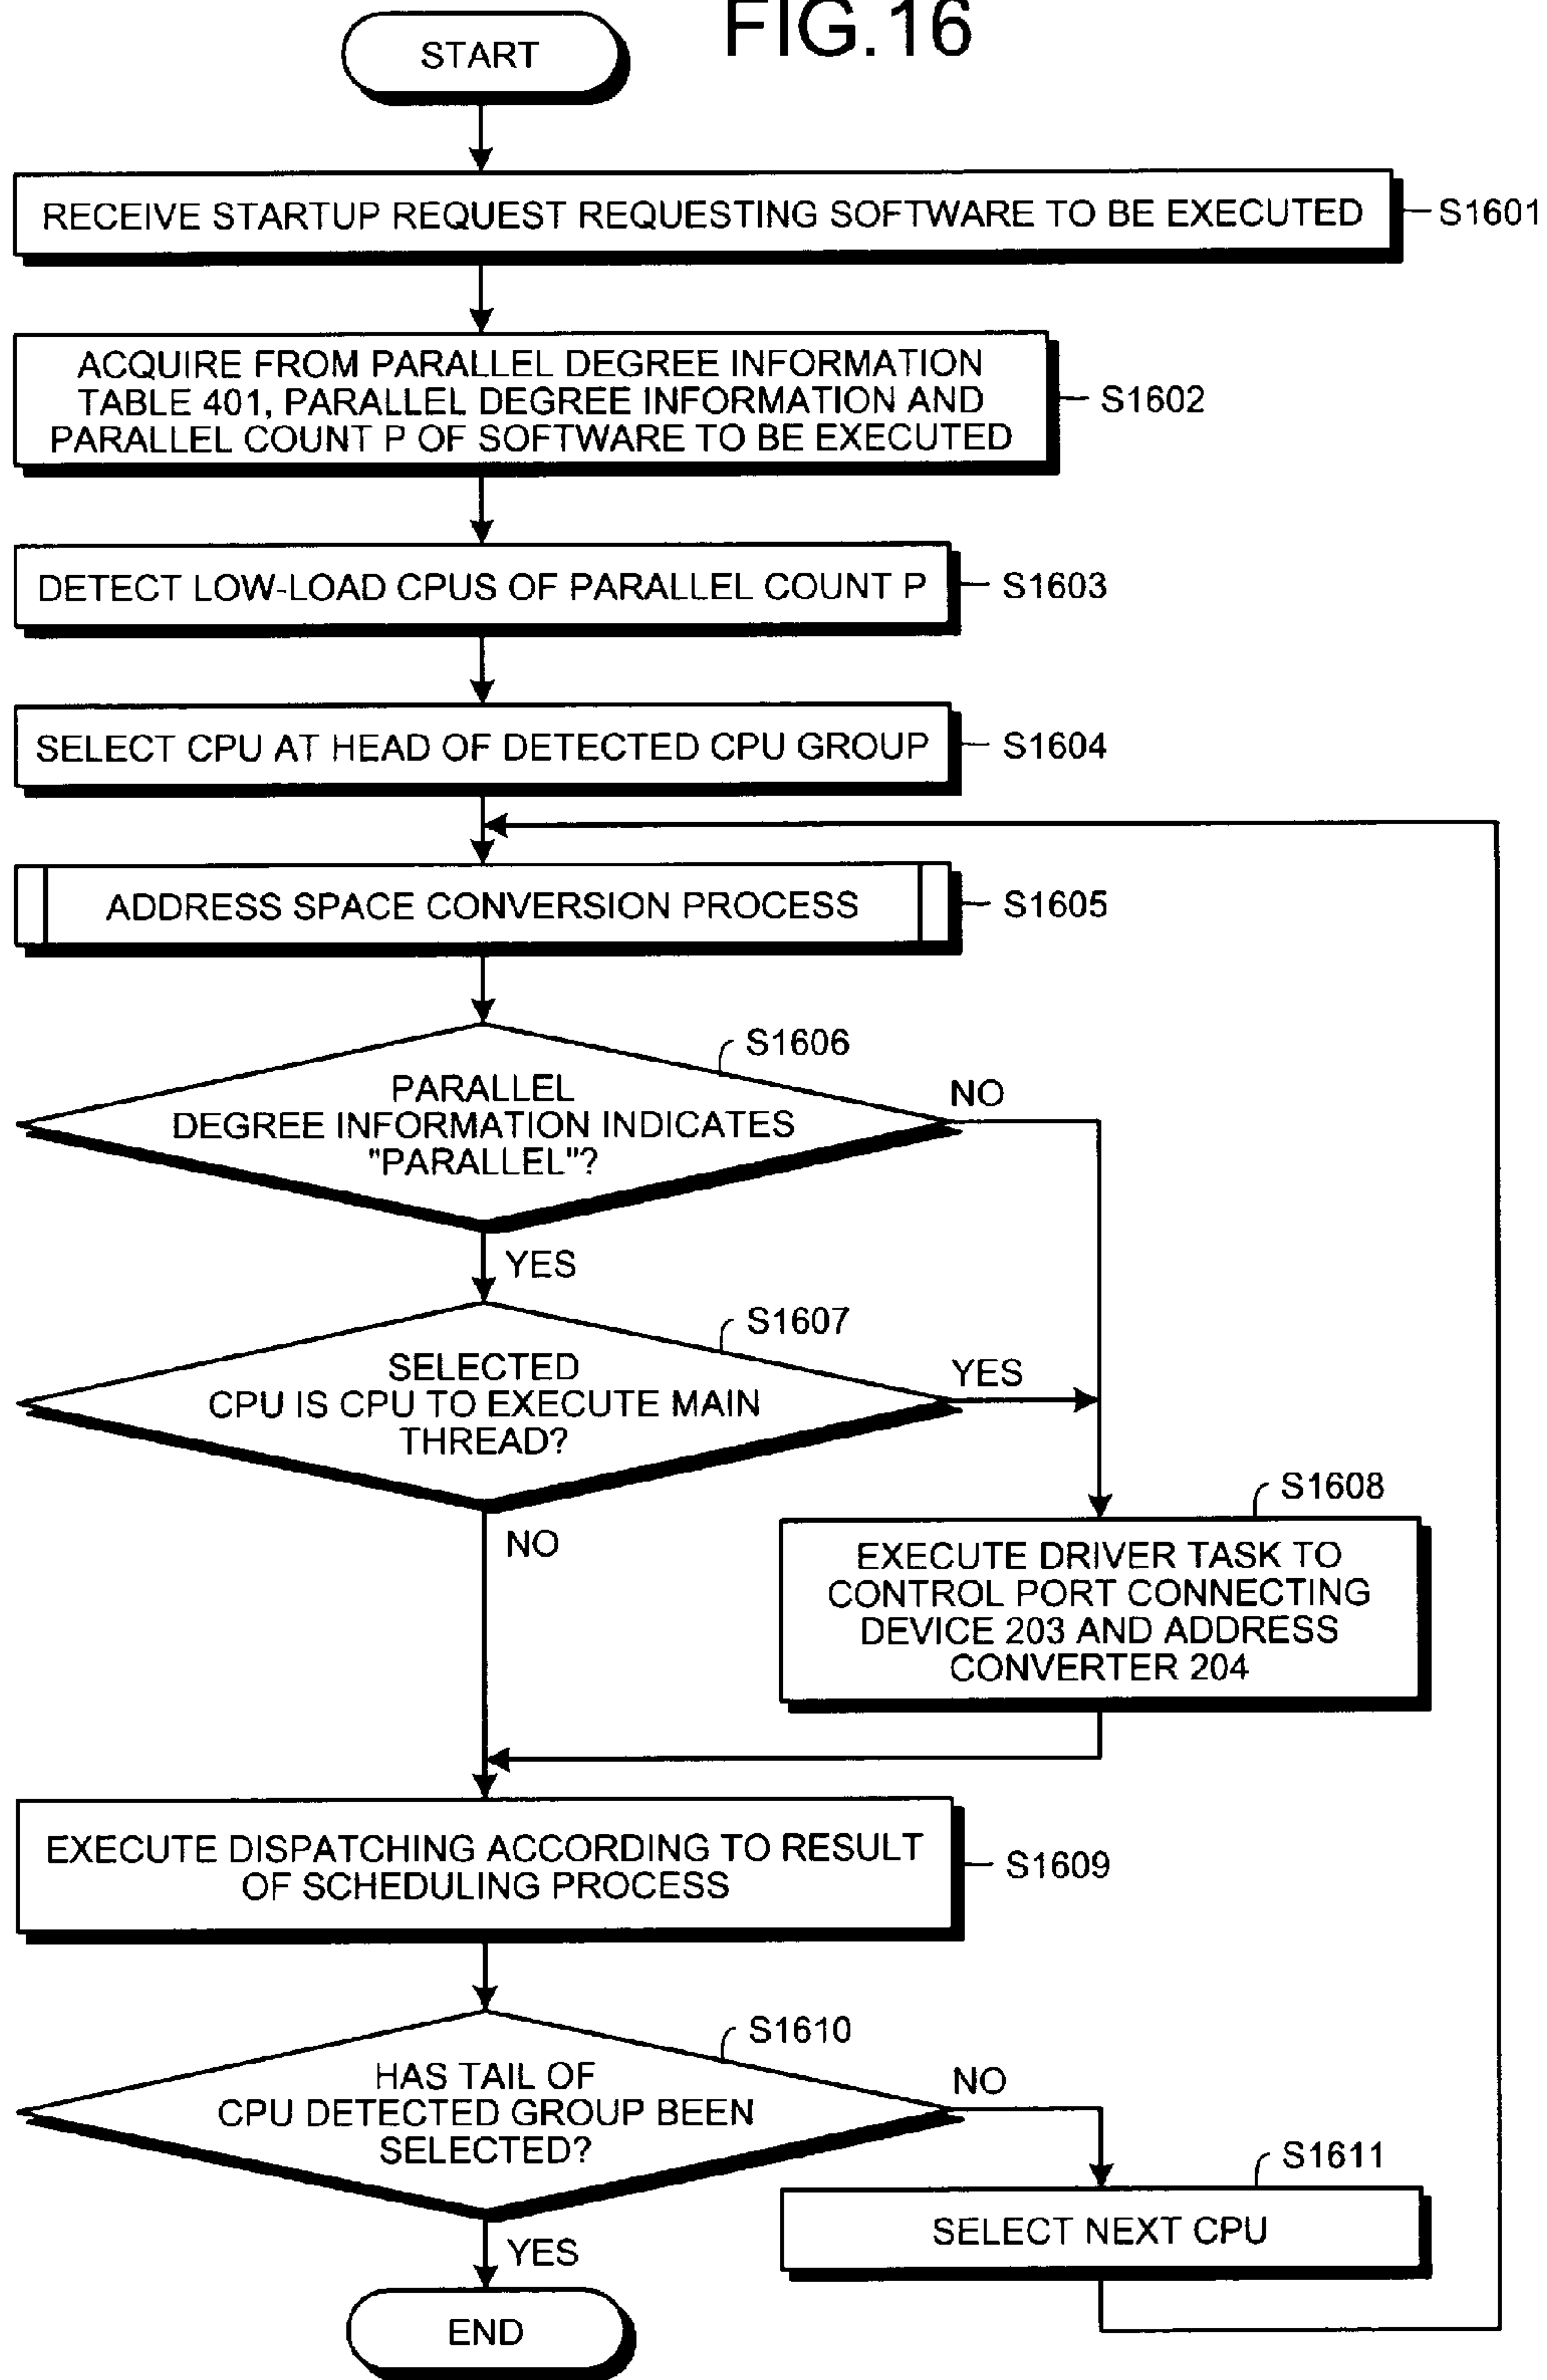 FIG.16
START
RECEIVE STARTUP REQUEST REQUESTING SOFTWARE TO BE EXECUTED
S1601
ACQUIRE FROM PARALLEL DEGREE INFORMATION
TABLE 401, PARALLEL DEGREE INFORMATION AND
PARALLEL COUNT P OF SOFTWARE TO BE EXECUTED
S1602
DETECT LOW-LOAD CPUS OF PARALLEL COUNT P
S1603
SELECT CPU AT HEAD OF DETECTED CPU GROUP
S1604
ADDRESS SPACE CONVERSION PROCESS
S1605
S1606
PARALLEL
DEGREE INFORMATION INDICATES
"PARALLEL"?
NO
YES
S1607
SELECTED
CPU IS CPU TO EXECUTE MAIN
THREAD?
YES
NO
S1608
EXECUTE DRIVER TASK TO
CONTROL PORT CONNECTING
DEVICE 203 AND ADDRESS
CONVERTER 204
EXECUTE DISPATCHING ACCORDING TO RESULT
OF SCHEDULING PROCESS
S1609
S1610
HAS TAIL OF
CPU DETECTED GROUP BEEN
SELECTED?
NO
YES
S1611
SELECT NEXT CPU
END